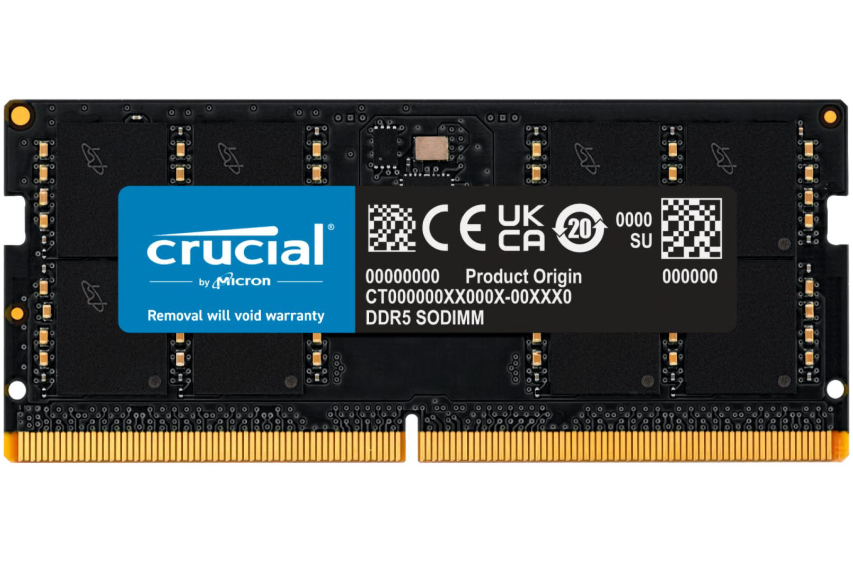 crucial®
by Micron
Removal will void warranty
CE UK CA 20 0000
SU
00000000 Product Origin 000000
CT000000XX000X-00XXX0
DDR5 SODIMM